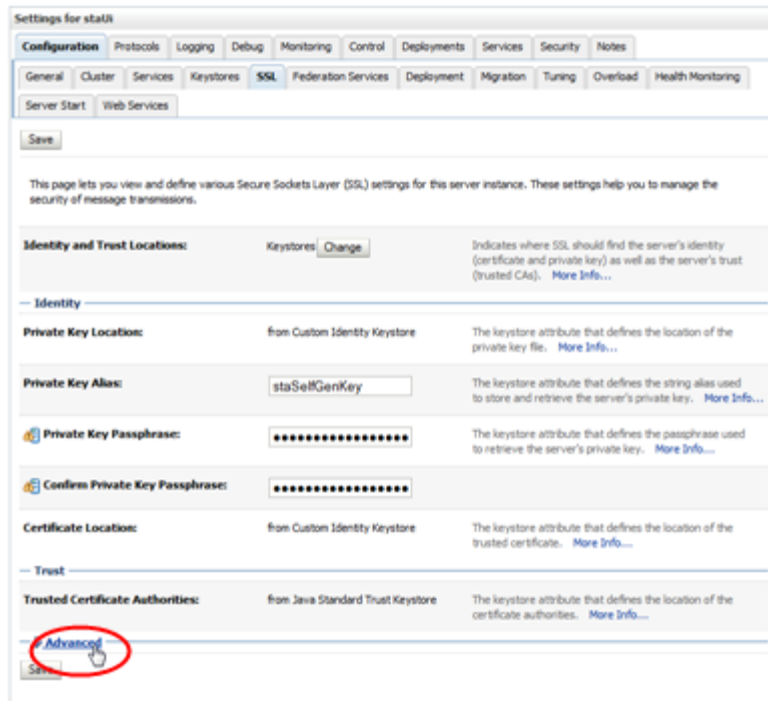 Settings for staUi
Configuration Protocols Logging Debug Monitoring Control Deployments Services Security Notes
General Cluster Services Keystores SSL Federation Services Deployment Migration Tuning Overload Health Monitoring
Server Start Web Services
Save
This page lets you view and define various Secure Sockets Layer (SSL) settings for this server instance. These settings help you to manage the
security of message transmissions.
Identity and Trust Locations: Keystores Change Indicates where SSL should find the server's identity
(certificate and private key) as well as the server's trust
(trusted CAs). More Info...
Identity
Private Key Location: from Custom Identity Keystore The keystore attribute that defines the location of the
private key file. More Info...
Private Key Alias: staSelfGenKey The keystore attribute that defines the string alias used
to store and retrieve the server's private key. More Info...
Private Key Passphrase: ••••••••••••••••• The keystore attribute that defines the passphrase used
to retrieve the server's private key. More Info...
Confirm Private Key Passphrase: •••••••••••••••••
Certificate Location: from Custom Identity Keystore The keystore attribute that defines the location of the
trusted certificate. More Info...
Trust
Trusted Certificate Authorities: from Java Standard Trust Keystore The keystore attribute that defines the location of the
certificate authorities. More Info...
Advanced
Save